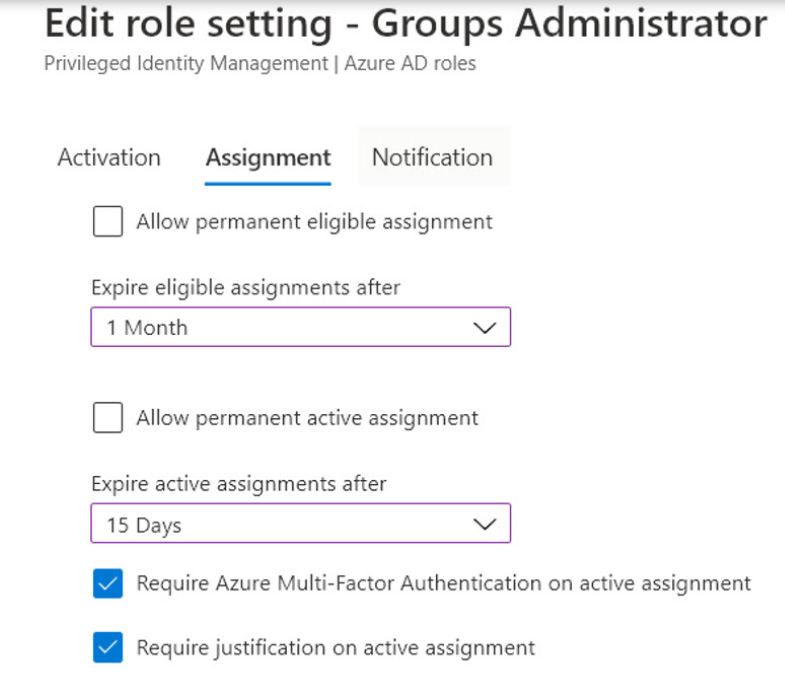 Edit role setting - Groups Administrator
Privileged Identity Management | Azure AD roles
Activation Assignment Notification
Allow permanent eligible assignment
Expire eligible assignments after
1 Month
Allow permanent active assignment
Expire active assignments after
15 Days
Require Azure Multi-Factor Authentication on active assignment
Require justification on active assignment